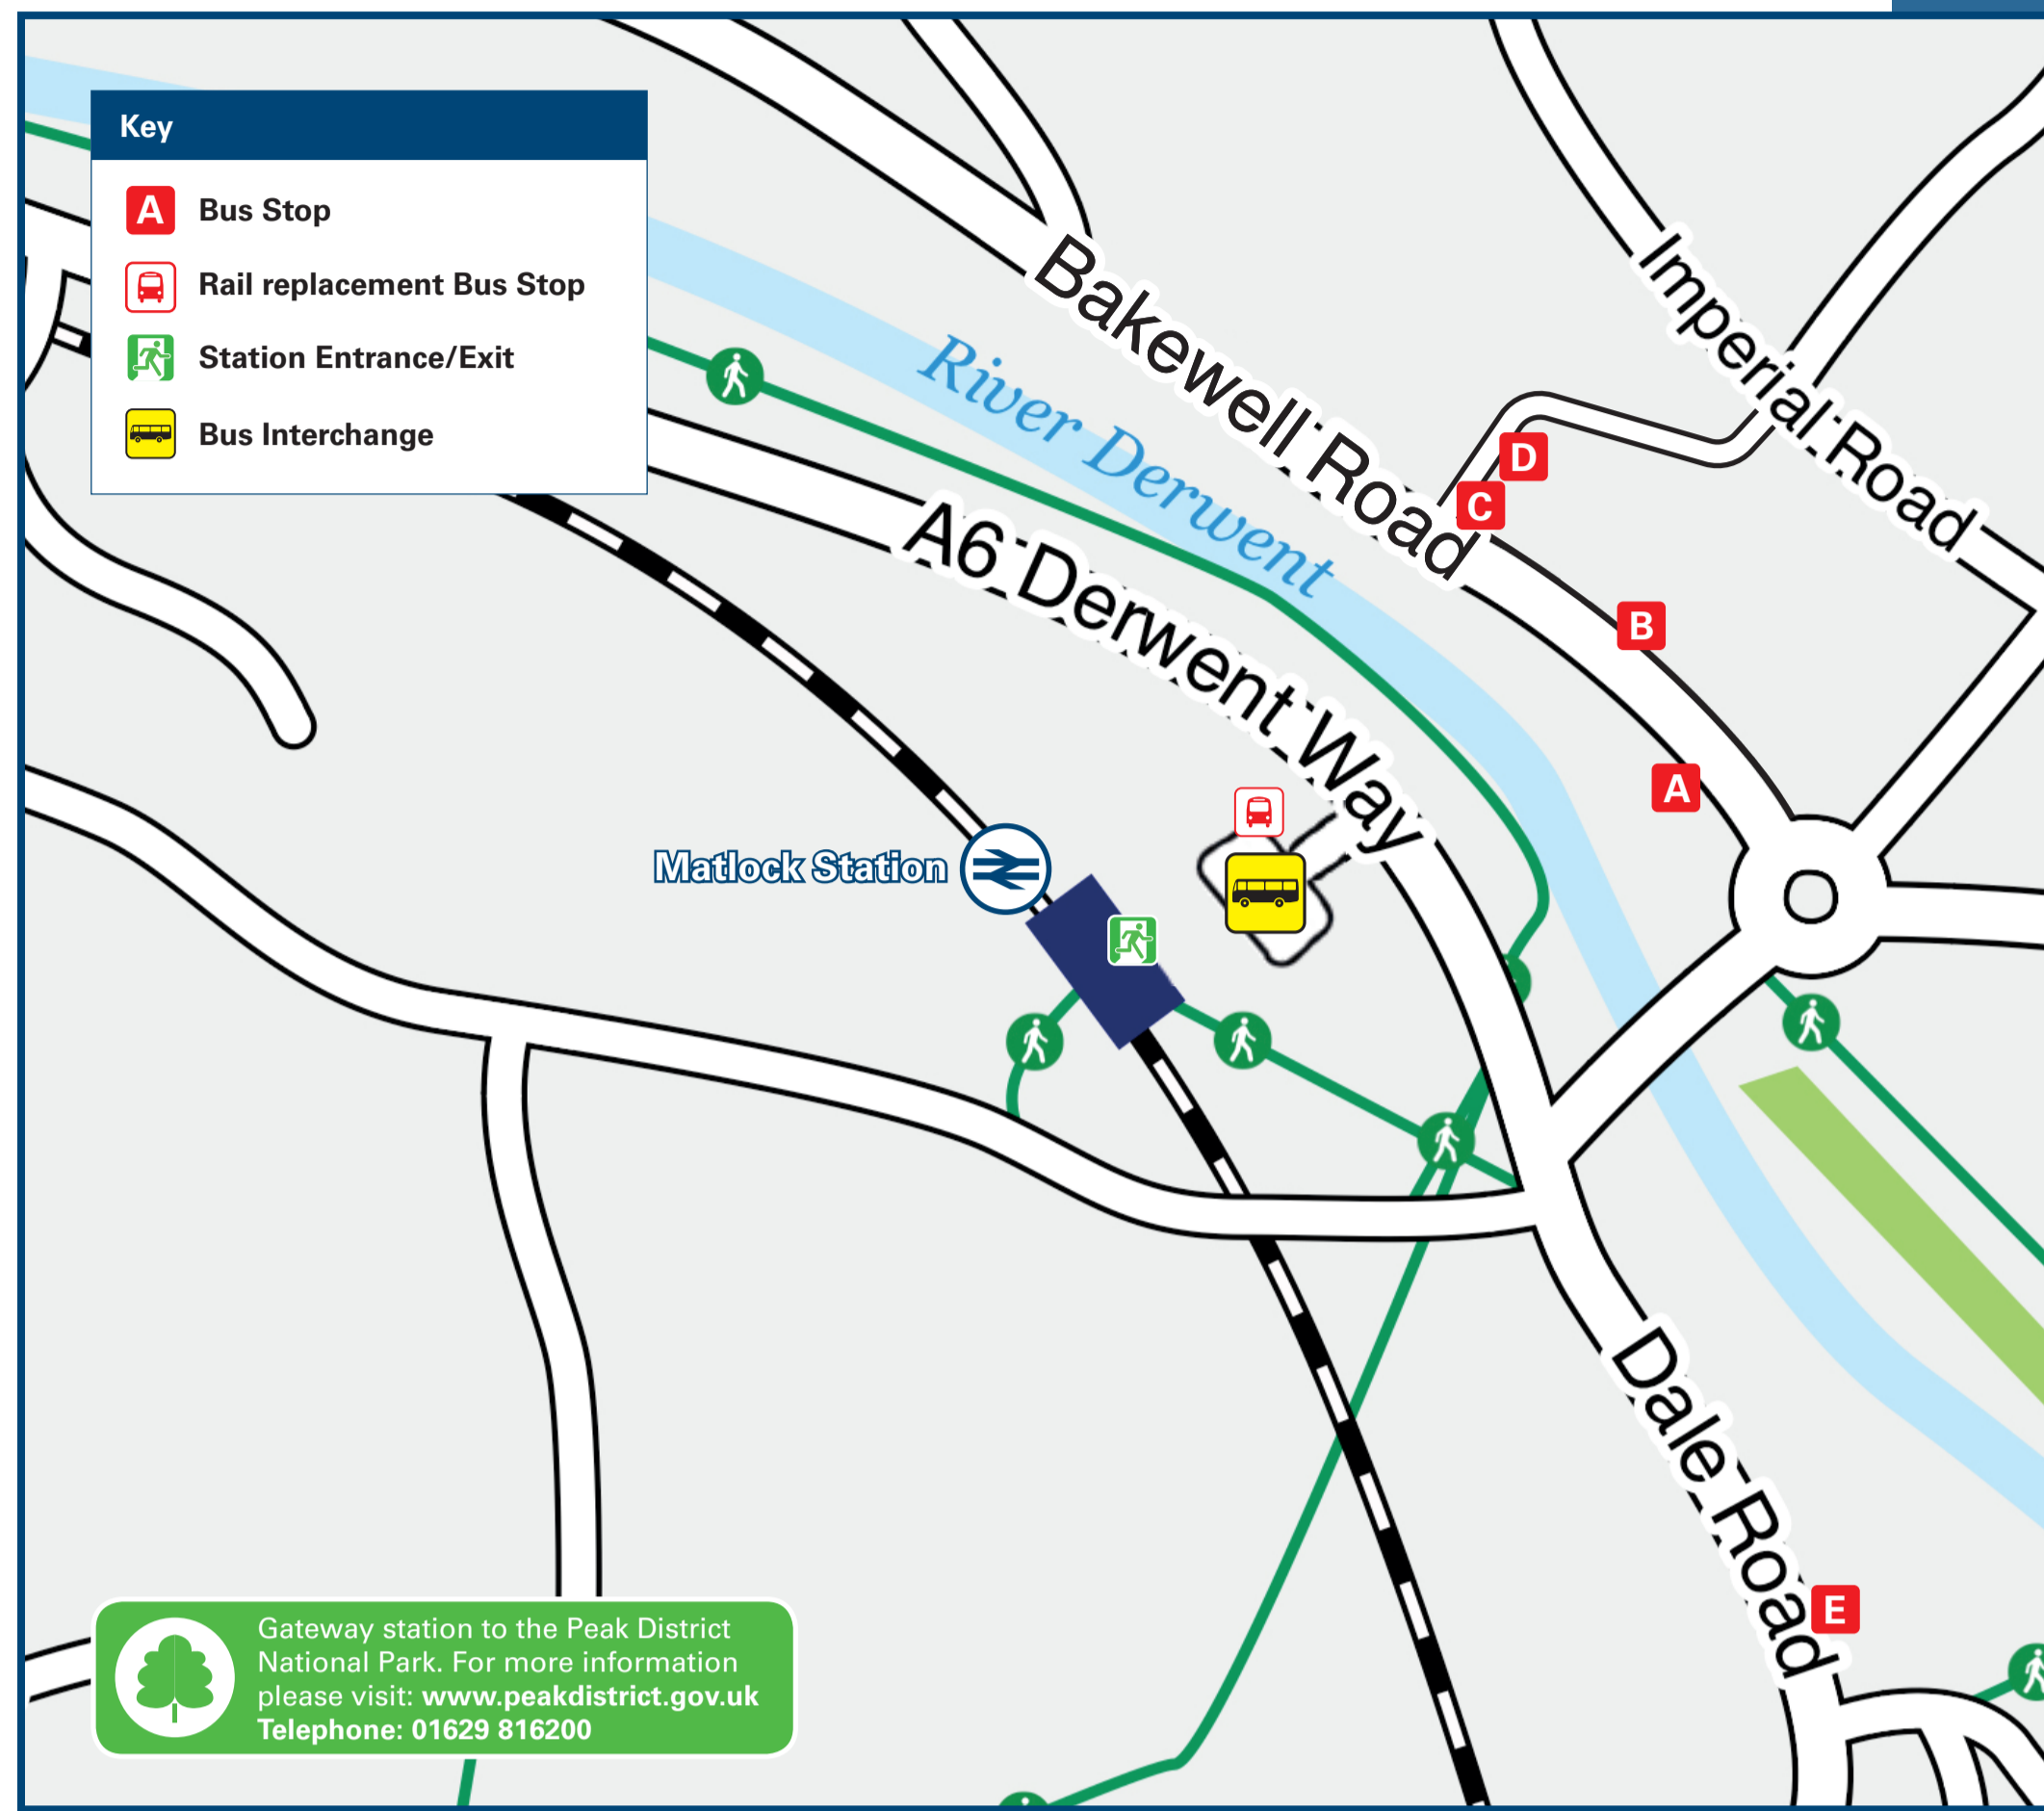 Key
A Bus Stop
Rail replacement Bus Stop
Station Entrance/Exit
Bus Interchange
Bakewell Road
Imperial Road
River Derwent
A6 Derwent Way
D
C
B
A
Matlock Station
Dale Road
E
Gateway station to the Peak District
National Park. For more information
please visit: www.peakdistrict.gov.uk
Telephone: 01629 816200